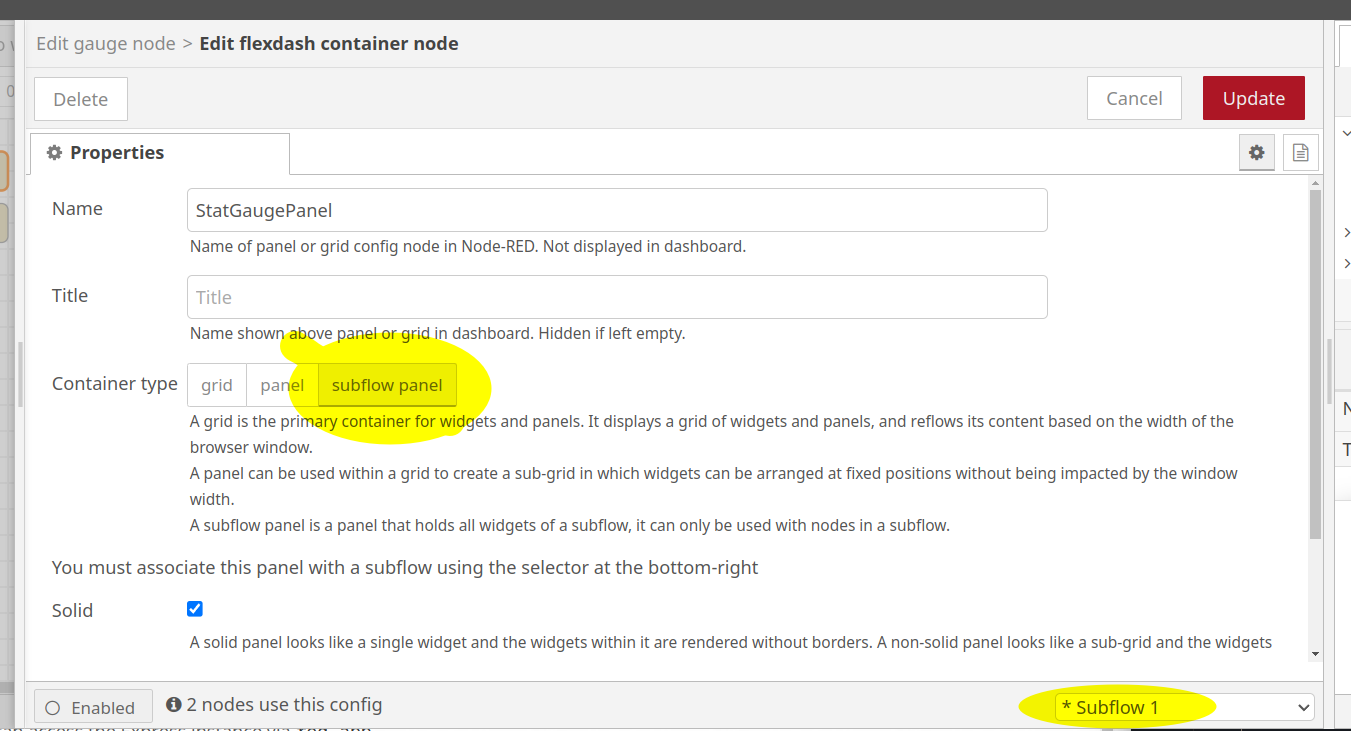 Edit gauge node > Edit flexdash container node
Delete
Cancel
Update
Properties
Name
StatGaugePanel
Name of panel or grid config node in Node-RED. Not displayed in dashboard.
Title
Title
Name shown above panel or grid in dashboard. Hidden if left empty.
Container type
grid
panel
subflow panel
A grid is the primary container for widgets and panels. It displays a grid of widgets and panels, and reflows its content based on the width of the
browser window.
A panel can be used within a grid to create a sub-grid in which widgets can be arranged at fixed positions without being impacted by the window
width.
A subflow panel is a panel that holds all widgets of a subflow, it can only be used with nodes in a subflow.
You must associate this panel with a subflow using the selector at the bottom-right
Solid
A solid panel looks like a single widget and the widgets within it are rendered without borders. A non-solid panel looks like a sub-grid and the widgets
Enabled
2 nodes use this config
* Subflow 1